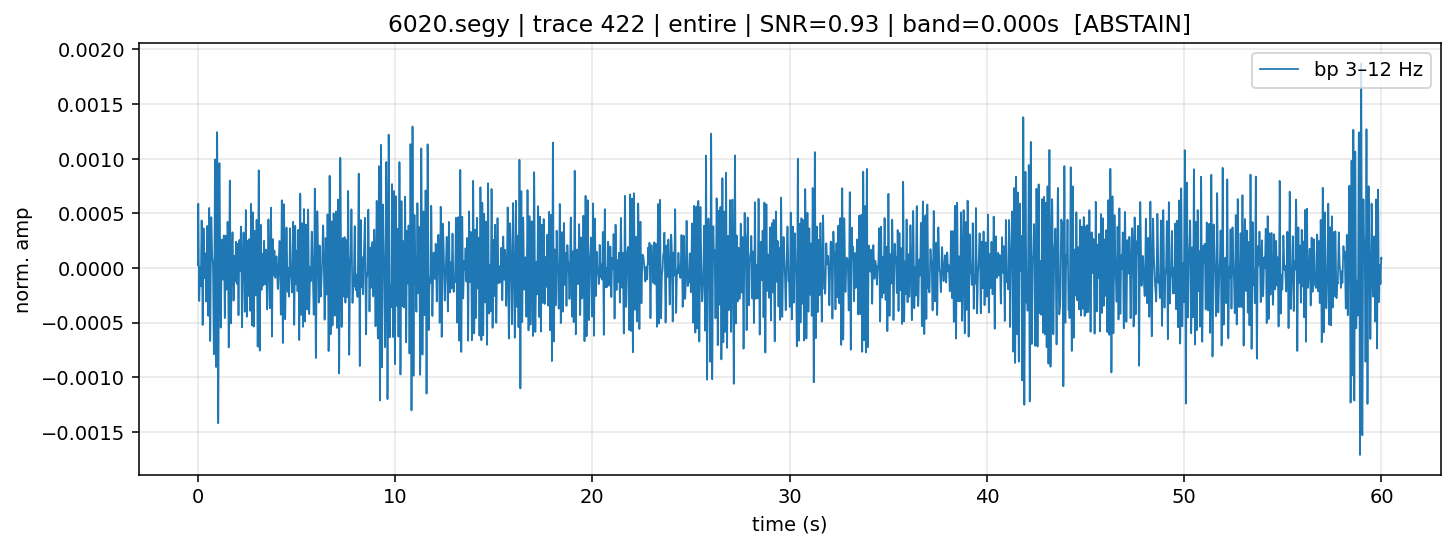 6020.segy | trace 422 | entire | SNR=0.93 | band=0.000s [ABSTAIN]
bp 3–12 Hz
norm. amp
0.0020
0.0015
0.0010
0.0005
0.0000
−0.0005
−0.0010
−0.0015
0 10 20 30 40 50 60
time (s)